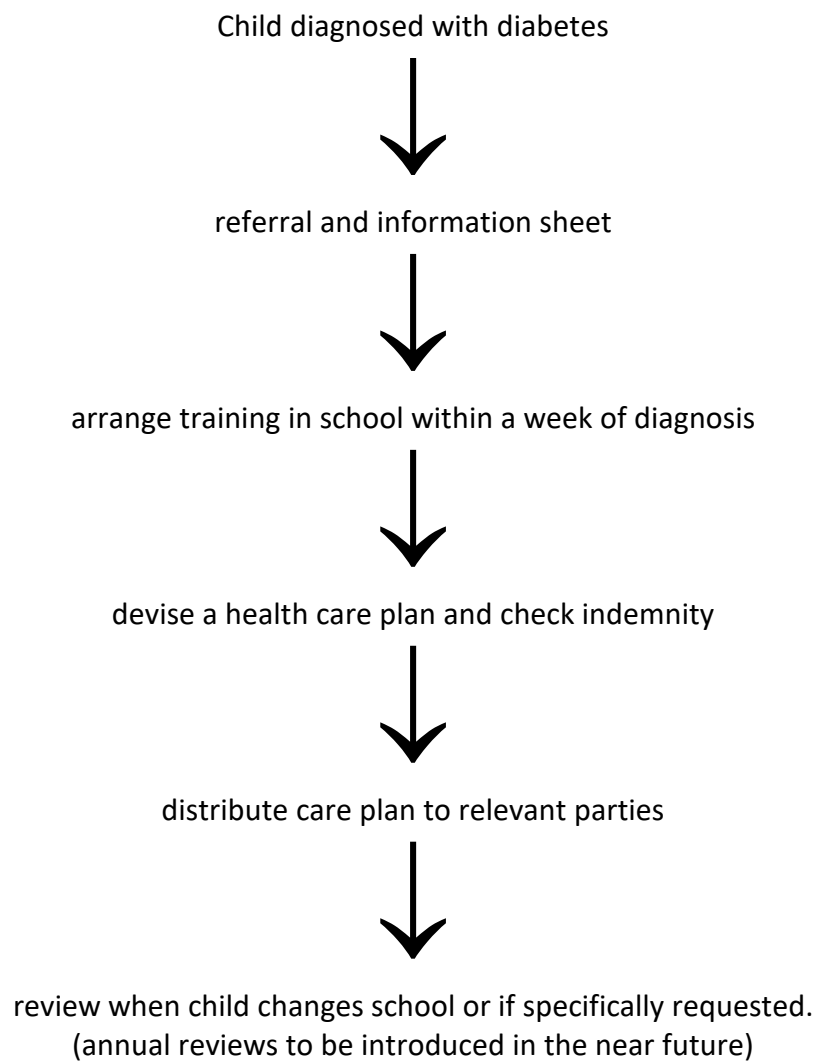 Child diagnosed with diabetes
referral and information sheet
arrange training in school within a week of diagnosis
devise a health care plan and check indemnity
distribute care plan to relevant parties
review when child changes school or if specifically requested.
(annual reviews to be introduced in the near future)